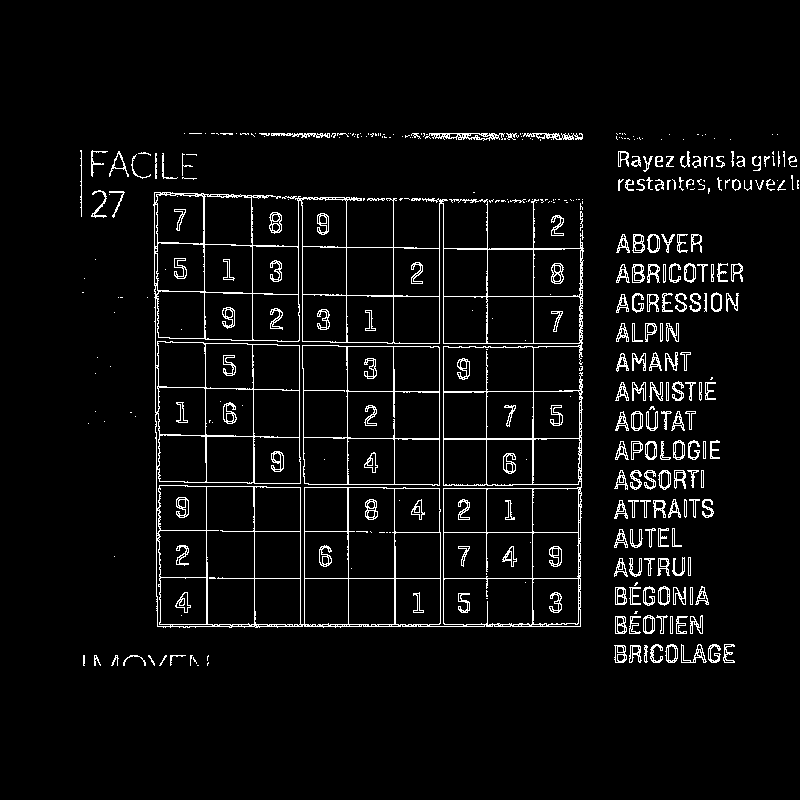 FACILE
27
7 8 9 2
5 1 3 2 8
9 2 3 1 7
5 3 9
1 6 2 7 5
9 4 6
9 8 4 2 1
2 6 7 4 9
4 1 5 3
MOYEN
Rayez dans la grille
restantes, trouvez
ABOYER
ABRICOTIER
AGRESSION
ALPIN
AMANT
AMNISTIÉ
AOÛTAT
APOLOGIE
ASSORTI
ATTRAITS
AUTEL
AUTRUI
BÉGONIA
BÉOTIEN
BRICOLAGE